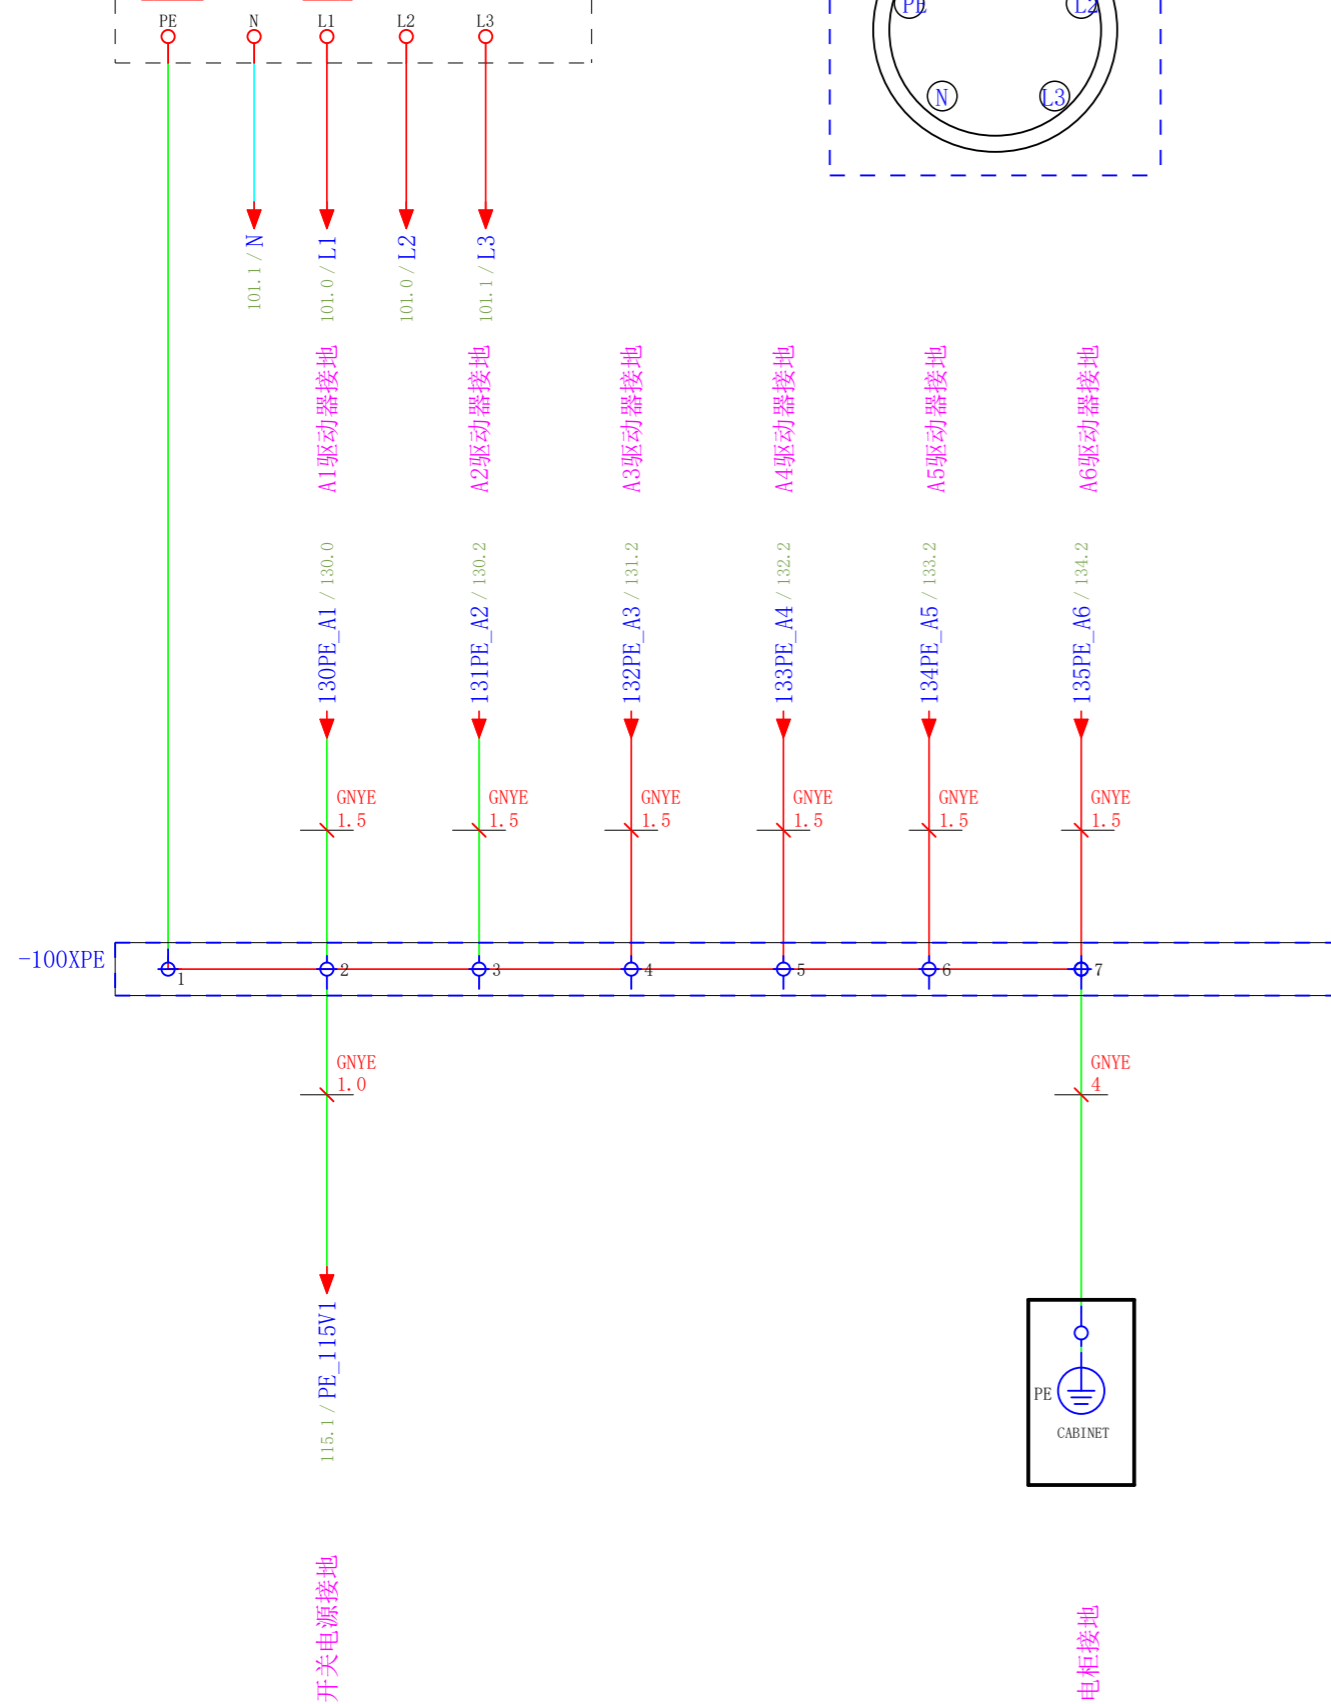 PE
N
L1
L2
L3
PE
L2
N
L3
101.1 / N
101.0 / L1
101.0 / L2
101.1 / L3
A1驱动器接地
A2驱动器接地
A3驱动器接地
A4驱动器接地
A5驱动器接地
A6驱动器接地
130PE_A1 / 130.0
131PE_A2 / 130.2
132PE_A3 / 131.2
133PE_A4 / 132.2
134PE_A5 / 133.2
135PE_A6 / 134.2
GNYE
1.5
GNYE
1.5
GNYE
1.5
GNYE
1.5
GNYE
1.5
GNYE
1.5
-100XPE
1
2
3
4
5
6
7
GNYE
1.0
GNYE
4
115.1 / PE_115V1
PE
CABINET
开关电源接地
电柜接地